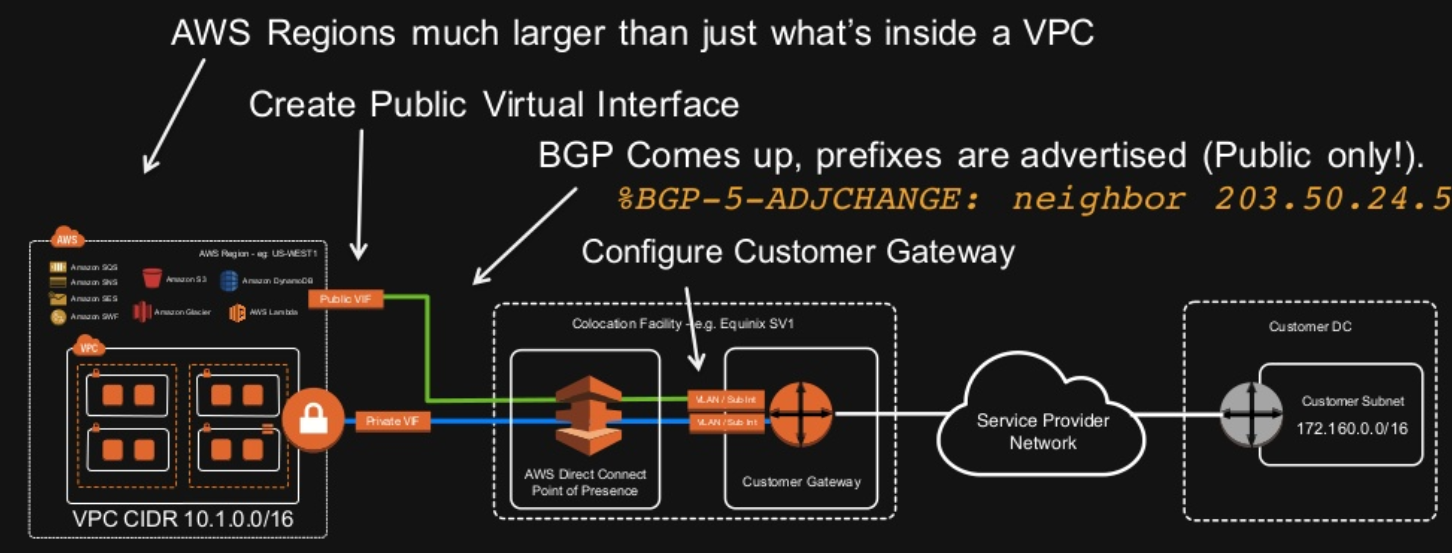 AWS Regions much larger than just what's inside a VPC
Create Public Virtual Interface
BGP Comes up, prefixes are advertised (Public only!).
%BGP-5-ADJCHANGE: neighbor 203.50.24.5
Configure Customer Gateway
AWS
AWS Region - eg: US-WEST1
Amazon SQS
Amazon SNS
Amazon SES
Amazon SWF
Amazon S3
Amazon Glacier
Amazon DynamoDB
AWS Lambda
Public VIF
VPC
Private VIF
VPC CIDR 10.1.0.0/16
Colocation Facility - e.g. Equinix SV1
AWS Direct Connect
Point of Presence
VLAN / Sub Int
VLAN / Sub Int
Customer Gateway
Service Provider
Network
Customer DC
Customer Subnet
172.160.0.0/16